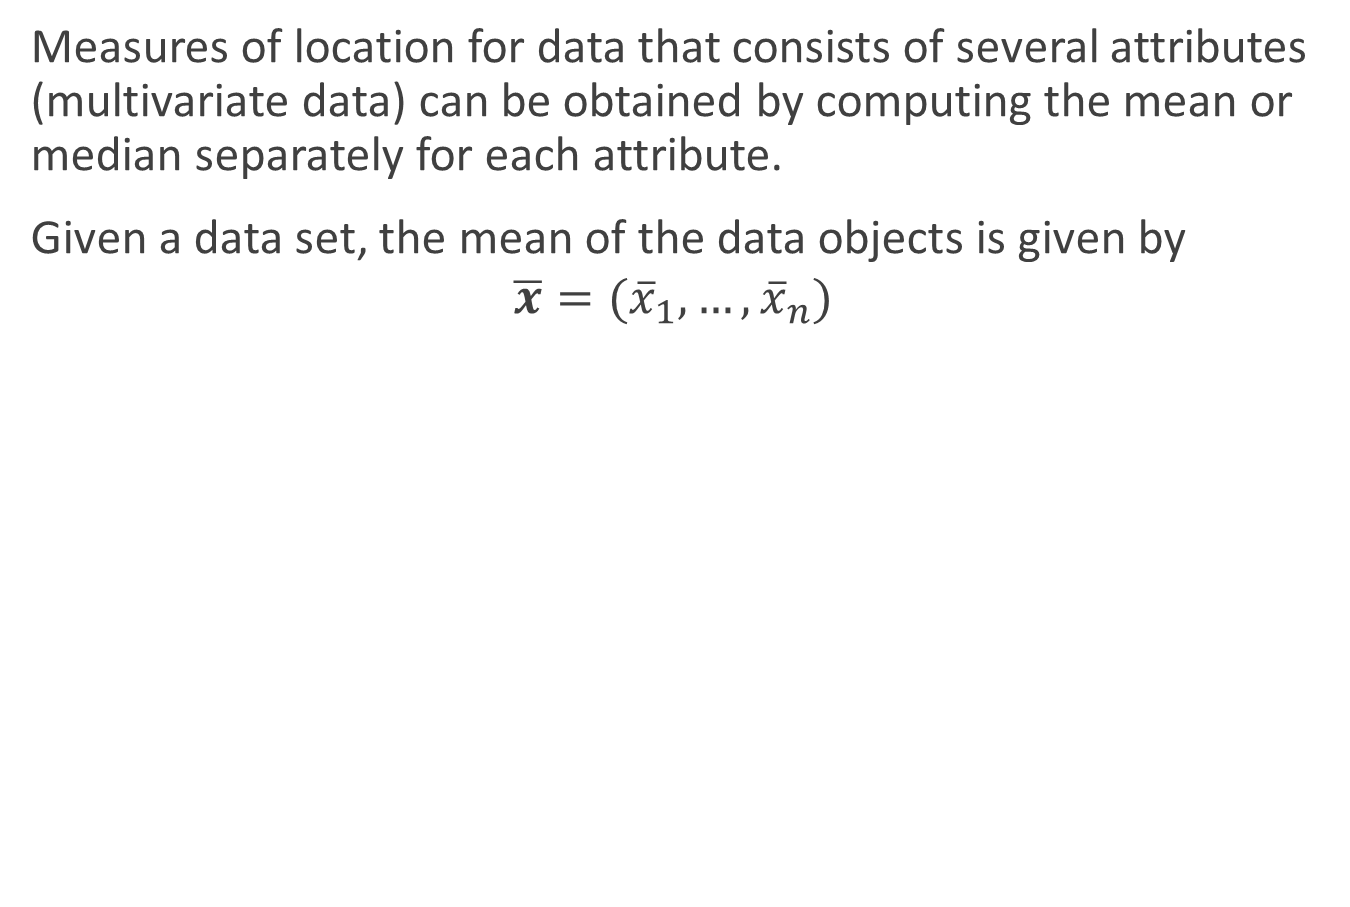 Measures of location for data that consists of several attributes
(multivariate data) can be obtained by computing the mean or
median separately for each attribute.
Given a data set, the mean of the data objects is given by
x̅ = (x̅₁, … , x̅ₙ)